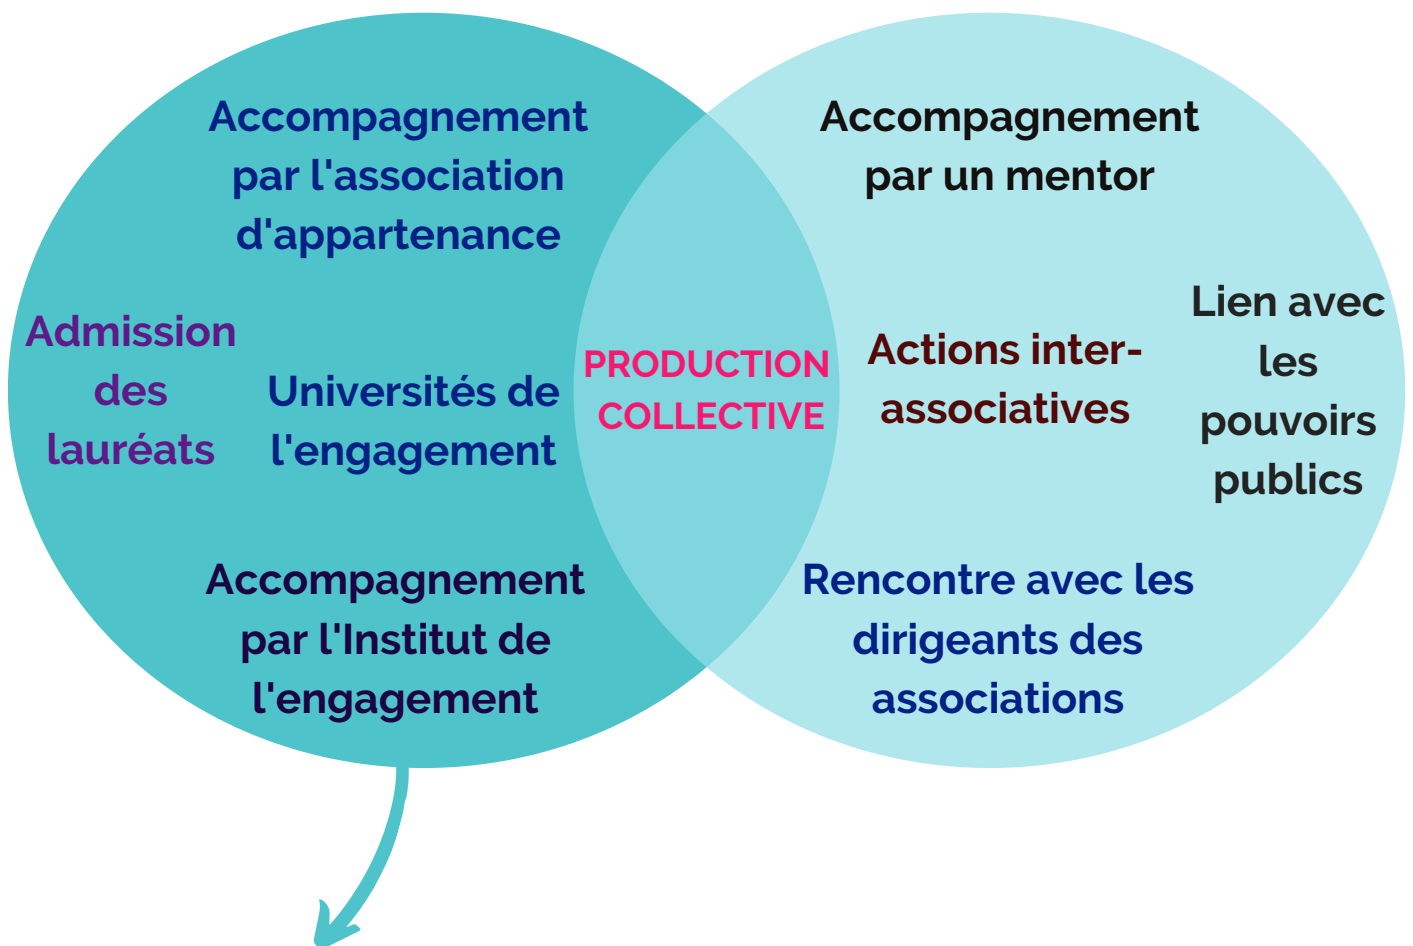 Accompagnement
par l'association
d'appartenance
Admission
des
lauréats
Universités de
l'engagement
Accompagnement
par l'Institut de
l'engagement
PRODUCTION
COLLECTIVE
Accompagnement
par un mentor
Actions inter-
associatives
Lien avec
les
pouvoirs
publics
Rencontre avec les
dirigeants des
associations